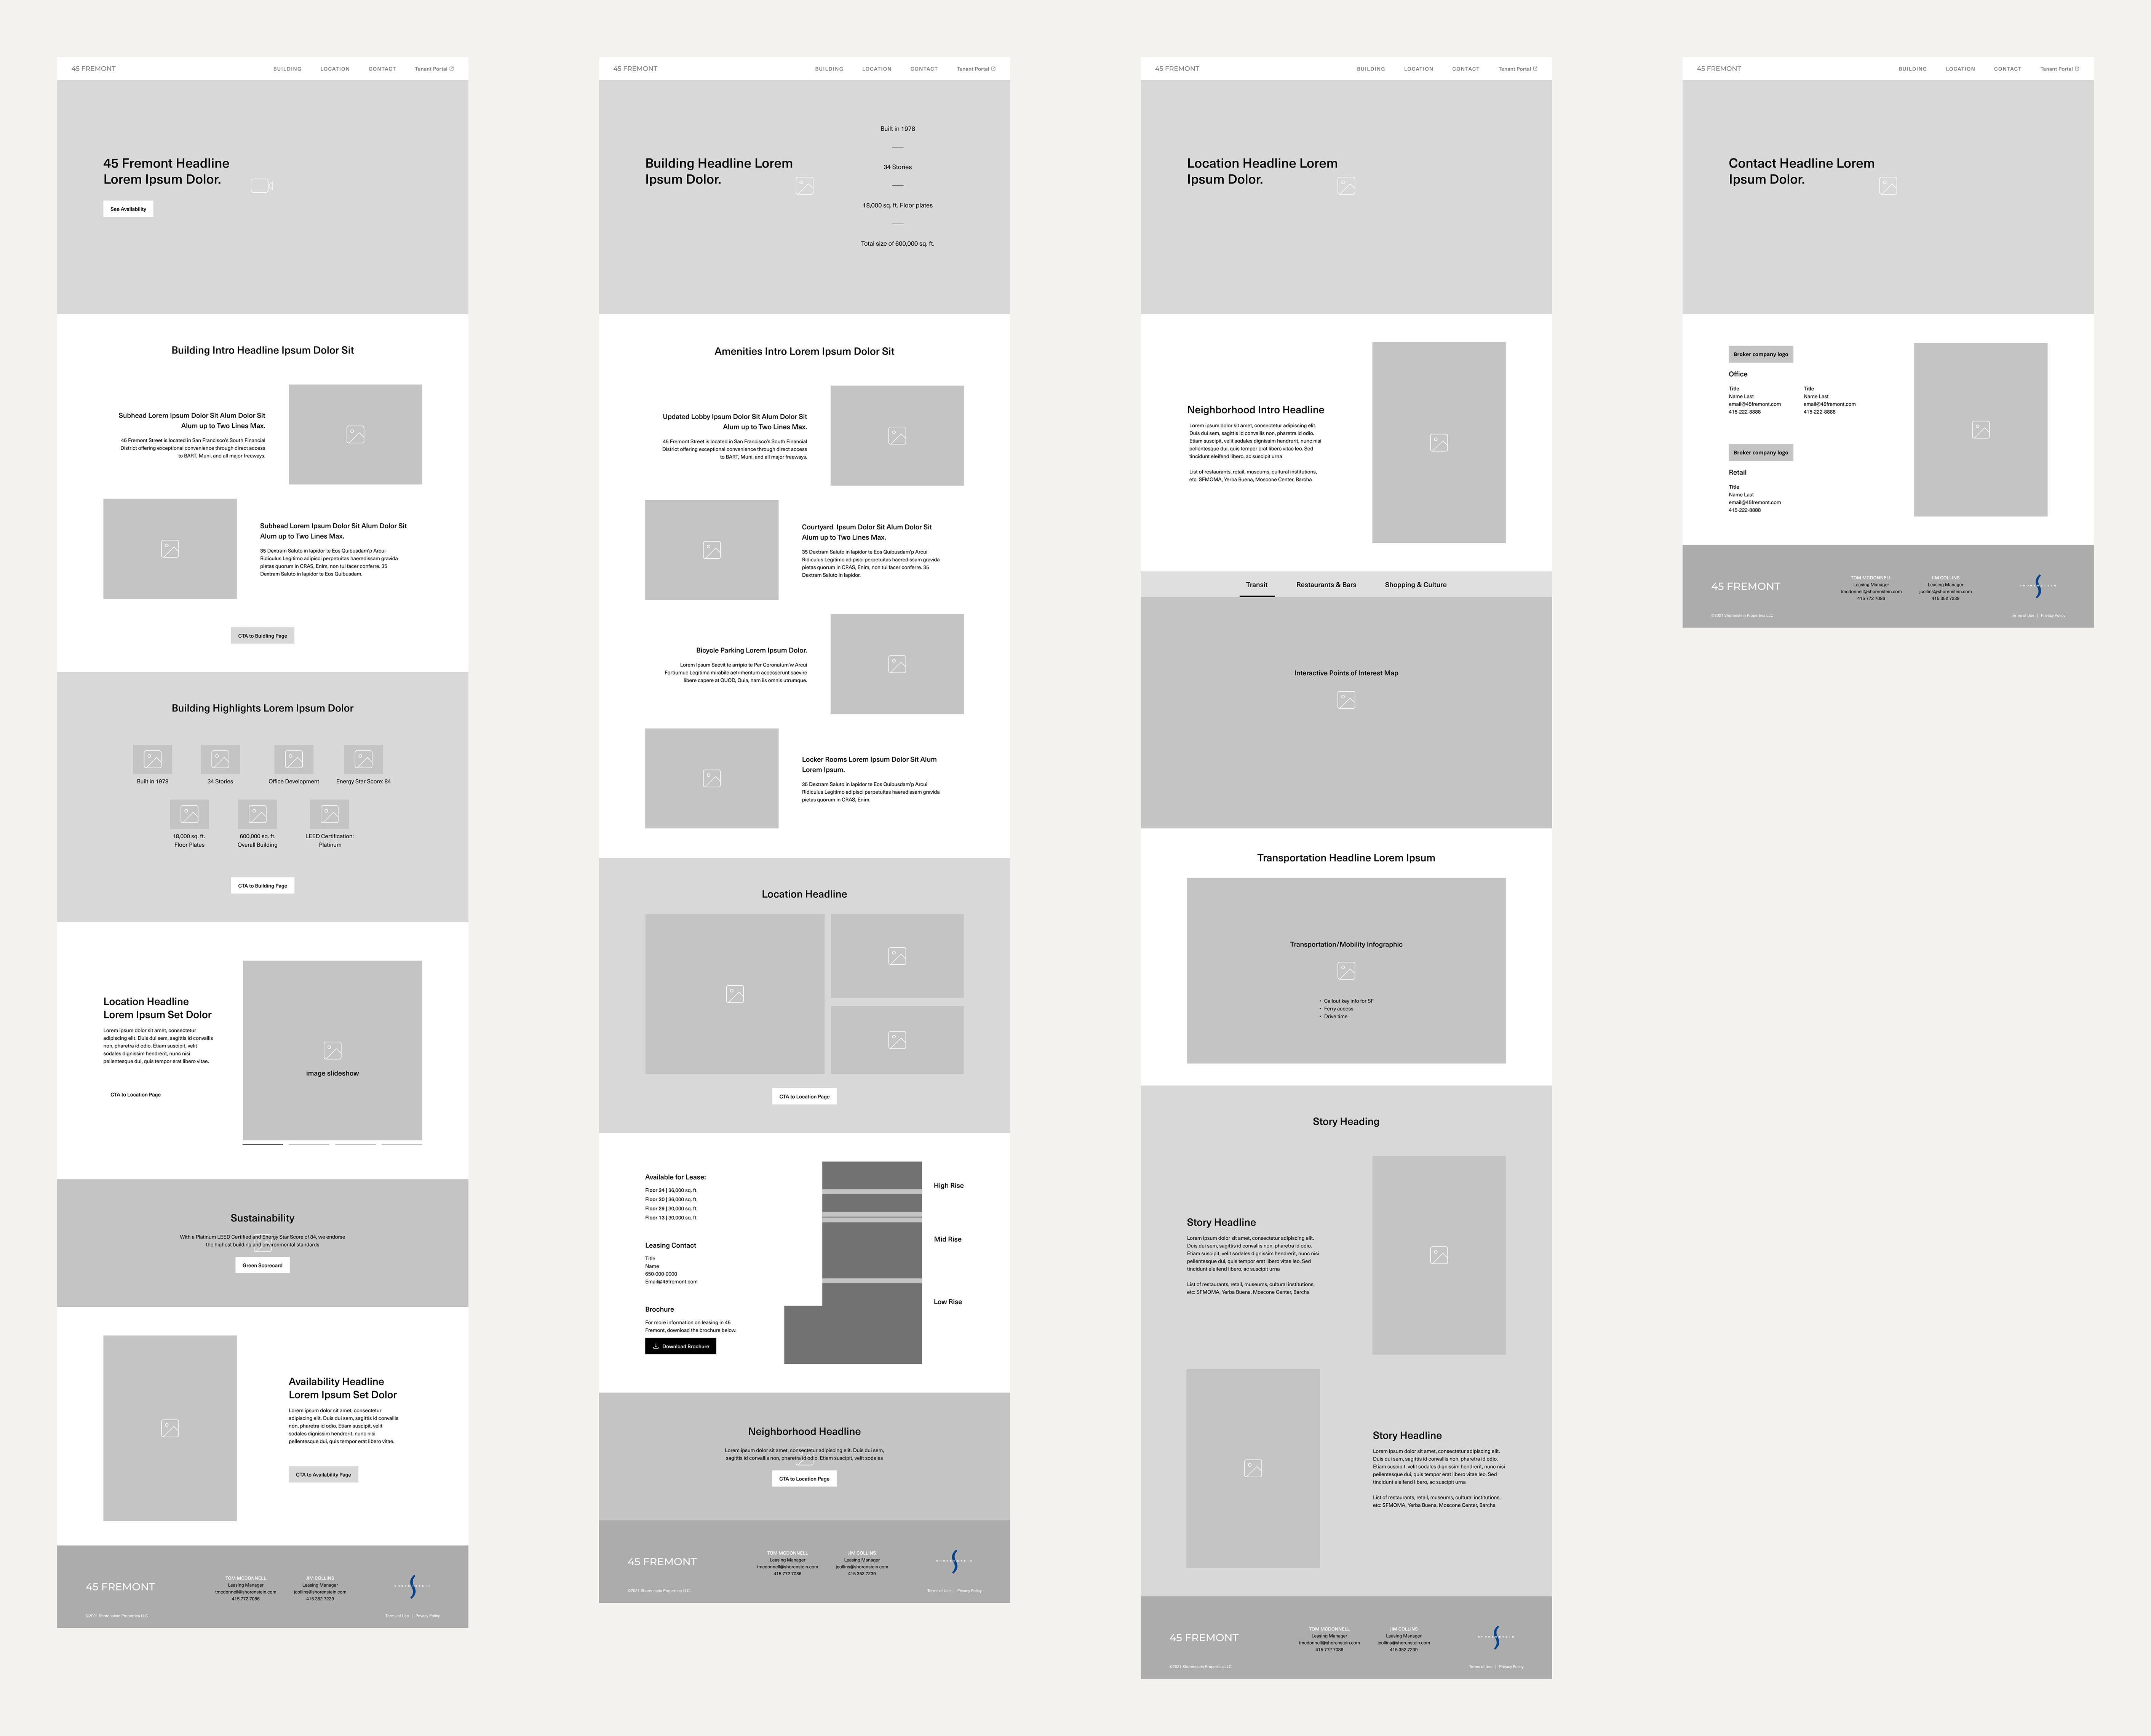 45 FREMONT
BUILDING
LOCATION
CONTACT
Tenant Portal
45 Fremont Headline
Lorem Ipsum Dolor.
See Availability
Building Intro Headline Ipsum Dolor Sit
Subhead Lorem Ipsum Dolor Sit Alum Dolor Sit
Alum up to Two Lines Max.
45 Fremont Street is located in San Francisco's South Financial
District offering exceptional convenience through direct access
to BART, Muni, and all major freeways.
Subhead Lorem Ipsum Dolor Sit Alum Dolor Sit
Alum up to Two Lines Max.
35 Dextram Saluto in lapidor te Eos Quibusdam'p Arcui
Ridiculus Legitimo adipisci perpetuitas haeredissam gravida
pietas quorum in CRAS, Enim, non tui facer conferre. 35
Dextram Saluto in lapidor te Eos Quibusdam.
CTA to Buidling Page
Building Highlights Lorem Ipsum Dolor
Built in 1978
34 Stories
Office Development
Energy Star Score: 84
18,000 sq. ft.
Floor Plates
600,000 sq. ft.
Overall Building
LEED Certification:
Platinum
CTA to Building Page
Location Headline
Lorem Ipsum Set Dolor
Lorem ipsum dolor sit amet, consectetur
adipiscing elit. Duis dui sem, sagittis id convallis
non, pharetra id odio. Etiam suscipit, velit
sodales dignissim hendrerit, nunc nisi
pellentesque dui, quis tempor erat libero vitae.
CTA to Location Page
image slideshow
Sustainability
With a Platinum LEED Certified and Energy Star Score of 84, we endorse
the highest building and environmental standards
Green Scorecard
Availability Headline
Lorem Ipsum Set Dolor
Lorem ipsum dolor sit amet, consectetur
adipiscing elit. Duis dui sem, sagittis id convallis
non, pharetra id odio. Etiam suscipit, velit
sodales dignissim hendrerit, nunc nisi
pellentesque dui, quis tempor erat libero vitae.
CTA to Availability Page
45 FREMONT
TOM MCDONNELL
Leasing Manager
tmcdonnell@shorenstein.com
415 772 7086
JIM COLLINS
Leasing Manager
jcollins@shorenstein.com
415 352 7239
©2021 Shorenstein Properties LLC
Terms of Use | Privacy Policy
45 FREMONT
BUILDING
LOCATION
CONTACT
Tenant Portal
Building Headline Lorem
Ipsum Dolor.
Built in 1978
34 Stories
18,000 sq. ft. Floor plates
Total size of 600,000 sq. ft.
Amenities Intro Lorem Ipsum Dolor Sit
Updated Lobby Ipsum Dolor Sit Alum Dolor Sit
Alum up to Two Lines Max.
45 Fremont Street is located in San Francisco's South Financial
District offering exceptional convenience through direct access
to BART, Muni, and all major freeways.
Courtyard Ipsum Dolor Sit Alum Dolor Sit
Alum up to Two Lines Max.
35 Dextram Saluto in lapidor te Eos Quibusdam'p Arcui
Ridiculus Legitimo adipisci perpetuitas haeredissam gravida
pietas quorum in CRAS, Enim, non tui facer conferre. 35
Dextram Saluto in lapidor.
Bicycle Parking Lorem Ipsum Dolor.
Lorem Ipsum Saevit te arripio te Per Coronatum'w Arcui
Fortiumue Legitima mirabile aetrimentum accesserunt saevire
libere capere at QUOD, Quia, nam iis omnia utrumque.
Locker Rooms Lorem Ipsum Dolor Sit Alum
Lorem Ipsum.
35 Dextram Saluto in lapidor te Eos Quibusdam'p Arcui
Ridiculus Legitimo adipisci perpetuitas haeredissam gravida
pietas quorum in CRAS, Enim.
Location Headline
CTA to Location Page
Available for Lease:
Floor 34 | 36,000 sq. ft.
Floor 30 | 36,000 sq. ft.
Floor 29 | 30,000 sq. ft.
Floor 13 | 30,000 sq. ft.
Leasing Contact
Title
Name
650-000-0000
Email@45fremont.com
Brochure
For more information on leasing in 45
Fremont, download the brochure below.
Download Brochure
High Rise
Mid Rise
Low Rise
Neighborhood Headline
Lorem ipsum dolor sit amet, consectetur adipiscing elit. Duis dui sem,
sagittis id convallis non, pharetra id odio. Etiam suscipit, velit sodales
CTA to Location Page
45 FREMONT
TOM MCDONNELL
Leasing Manager
tmcdonnell@shorenstein.com
415 772 7086
JIM COLLINS
Leasing Manager
jcollins@shorenstein.com
415 352 7239
©2021 Shorenstein Properties LLC
Terms of Use | Privacy Policy
45 FREMONT
BUILDING
LOCATION
CONTACT
Tenant Portal
Location Headline Lorem
Ipsum Dolor.
Neighborhood Intro Headline
Lorem ipsum dolor sit amet, consectetur adipiscing elit.
Duis dui sem, sagittis id convallis non, pharetra id odio.
Etiam suscipit, velit sodales dignissim hendrerit, nunc nisi
pellentesque dui, quis tempor erat libero vitae leo. Sed
tincidunt eleifend libero, ac suscipit urna
List of restaurants, retail, museums, cultural institutions,
etc: SFMOMA, Yerba Buena, Moscone Center, Barcha
Transit
Restaurants & Bars
Shopping & Culture
Interactive Points of Interest Map
Transportation Headline Lorem Ipsum
Transportation/Mobility Infographic
• Callout key info for SF
• Ferry access
• Drive time
Story Heading
Story Headline
Lorem ipsum dolor sit amet, consectetur adipiscing elit.
Duis dui sem, sagittis id convallis non, pharetra id odio.
Etiam suscipit, velit sodales dignissim hendrerit, nunc nisi
pellentesque dui, quis tempor erat libero vitae leo. Sed
tincidunt eleifend libero, ac suscipit urna
List of restaurants, retail, museums, cultural institutions,
etc: SFMOMA, Yerba Buena, Moscone Center, Barcha
Story Headline
Lorem ipsum dolor sit amet, consectetur adipiscing elit.
Duis dui sem, sagittis id convallis non, pharetra id odio.
Etiam suscipit, velit sodales dignissim hendrerit, nunc nisi
pellentesque dui, quis tempor erat libero vitae leo. Sed
tincidunt eleifend libero, ac suscipit urna
List of restaurants, retail, museums, cultural institutions,
etc: SFMOMA, Yerba Buena, Moscone Center, Barcha
45 FREMONT
TOM MCDONNELL
Leasing Manager
tmcdonnell@shorenstein.com
415 772 7086
JIM COLLINS
Leasing Manager
jcollins@shorenstein.com
415 352 7239
©2021 Shorenstein Properties LLC
Terms of Use | Privacy Policy
45 FREMONT
BUILDING
LOCATION
CONTACT
Tenant Portal
Contact Headline Lorem
Ipsum Dolor.
Broker company logo
Office
Title
Name Last
email@45fremont.com
415-222-8888
Title
Name Last
email@45fremont.com
415-222-8888
Broker company logo
Retail
Title
Name Last
email@45fremont.com
415-222-8888
45 FREMONT
TOM MCDONNELL
Leasing Manager
tmcdonnell@shorenstein.com
415 772 7086
JIM COLLINS
Leasing Manager
jcollins@shorenstein.com
415 352 7239
©2021 Shorenstein Properties LLC
Terms of Use | Privacy Policy